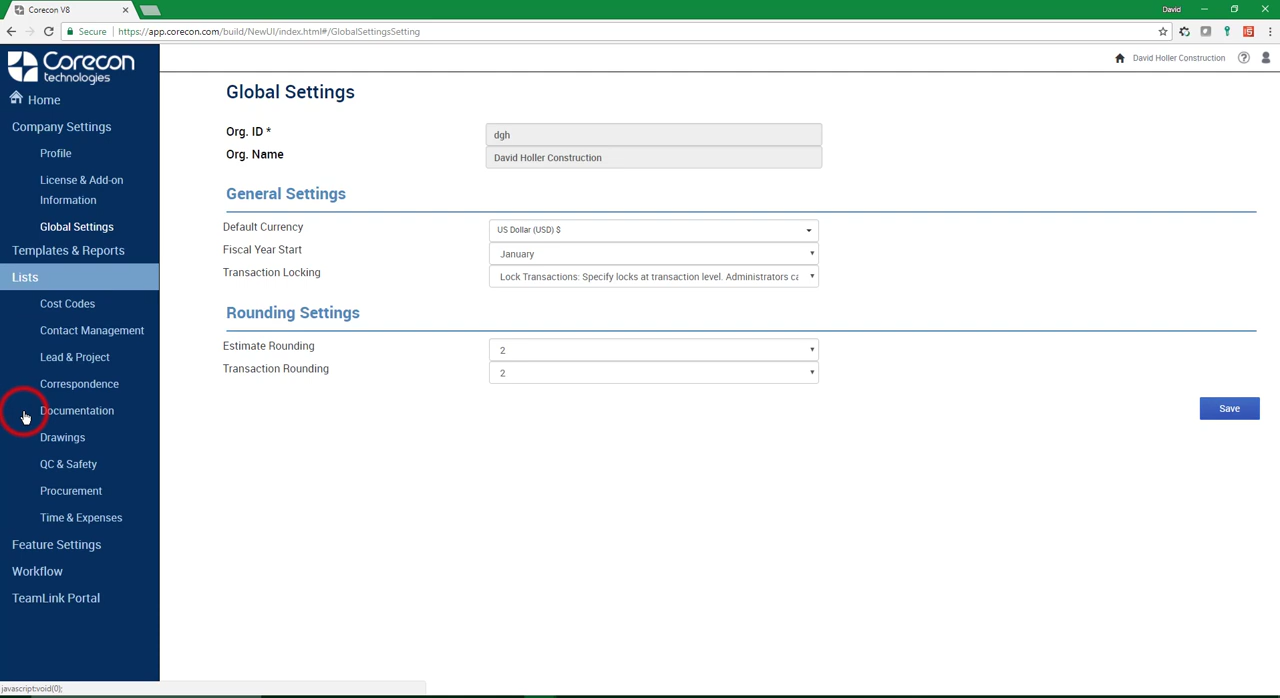 Corecon V8
David
Secure
https://app.corecon.com/build/NewUI/index.html#/GlobalSettingsSetting
Corecon
technologies
David Holler Construction
Home
Company Settings
Profile
License & Add-on
Information
Global Settings
Templates & Reports
Lists
Cost Codes
Contact Management
Lead & Project
Correspondence
Documentation
Drawings
QC & Safety
Procurement
Time & Expenses
Feature Settings
Workflow
TeamLink Portal
Global Settings
Org. ID *
dgh
Org. Name
David Holler Construction
General Settings
Default Currency
US Dollar (USD) $
Fiscal Year Start
January
Transaction Locking
Lock Transactions: Specify locks at transaction level. Administrators ca
Rounding Settings
Estimate Rounding
2
Transaction Rounding
2
Save
javascript:void(0);